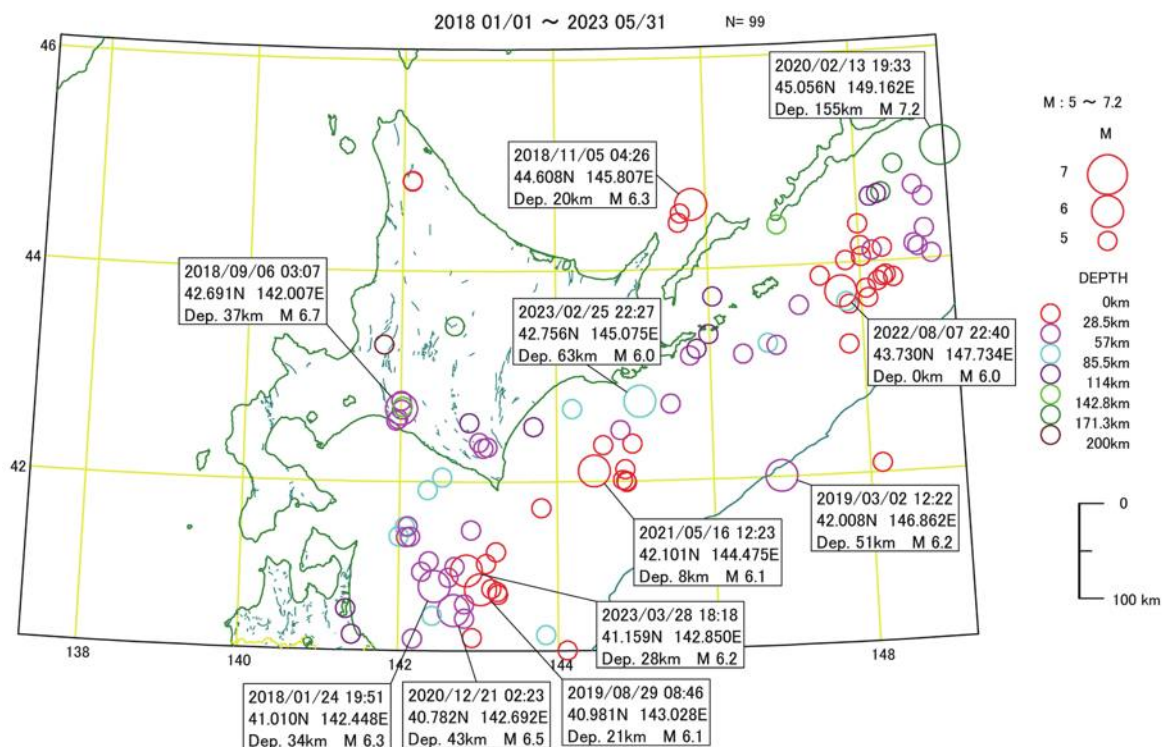 2018 01/01 ～ 2023 05/31 N= 99
46
44
42
138
140
142
144
148
2020/02/13 19:33
45.056N 149.162E
Dep. 155km M 7.2
2018/11/05 04:26
44.608N 145.807E
Dep. 20km M 6.3
2018/09/06 03:07
42.691N 142.007E
Dep. 37km M 6.7
2023/02/25 22:27
42.756N 145.075E
Dep. 63km M 6.0
2022/08/07 22:40
43.730N 147.734E
Dep. 0km M 6.0
2019/03/02 12:22
42.008N 146.862E
Dep. 51km M 6.2
2021/05/16 12:23
42.101N 144.475E
Dep. 8km M 6.1
2023/03/28 18:18
41.159N 142.850E
Dep. 28km M 6.2
2018/01/24 19:51
41.010N 142.448E
Dep. 34km M 6.3
2020/12/21 02:23
40.782N 142.692E
Dep. 43km M 6.5
2019/08/29 08:46
40.981N 143.028E
Dep. 21km M 6.1
M : 5 ～ 7.2
M
7
6
5
DEPTH
0km
28.5km
57km
85.5km
114km
142.8km
171.3km
200km
0
100 km